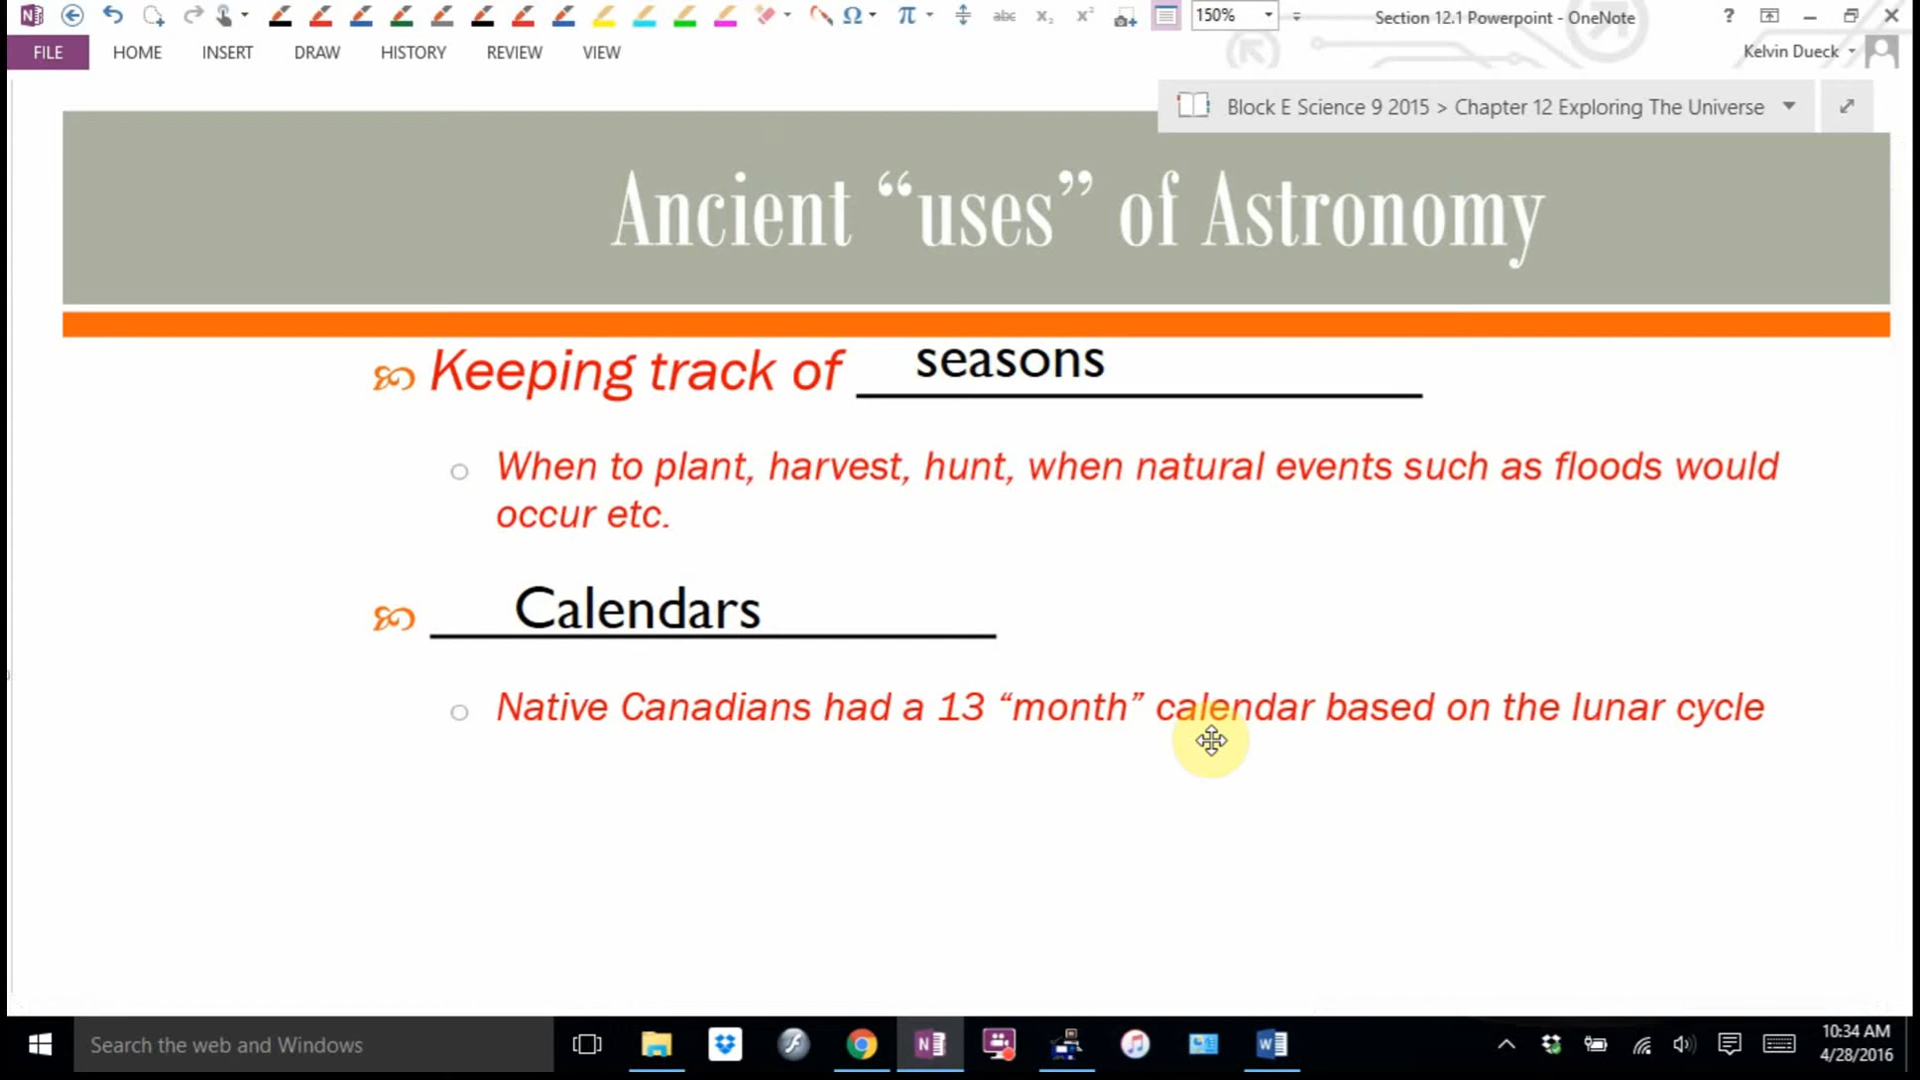 Ω π abc x₂ x² 150% Section 12.1 Powerpoint - OneNote ?
FILE HOME INSERT DRAW HISTORY REVIEW VIEW Kelvin Dueck
Block E Science 9 2015 > Chapter 12 Exploring The Universe
Ancient “uses” of Astronomy
Keeping track of seasons
When to plant, harvest, hunt, when natural events such as floods would
occur etc.
Calendars
Native Canadians had a 13 “month” calendar based on the lunar cycle
Search the web and Windows
10:34 AM
4/28/2016